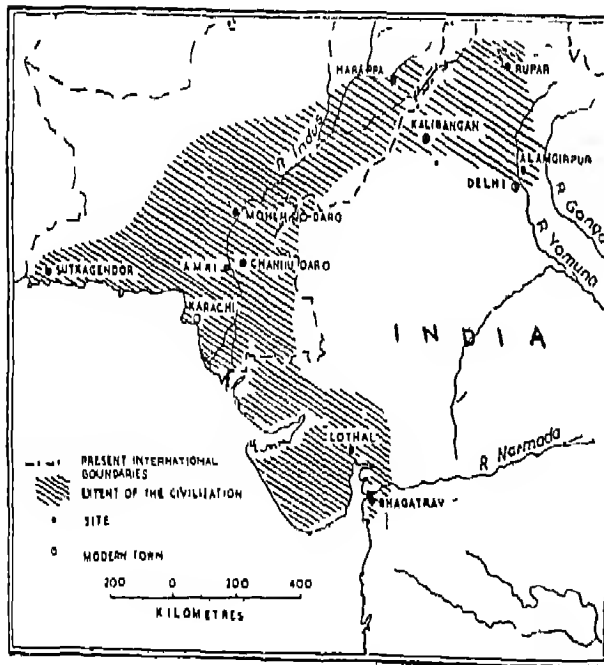 HARAPPA
RUPAR
R Indus
KALIBANGAN
ALAMGIRPUR
DELHI
R Ganga
R Yamuna
MOHENJO DARO
SUTKAGENDOR
AMRI
CHANHU DARO
KARACHI
INDIA
LOTHAL
R Narmada
BHAGATRAV
PRESENT INTERNATIONAL
BOUNDARIES
EXTENT OF THE CIVILIZATION
SITE
MODERN TOWN
200 0 200 400
KILOMETRES